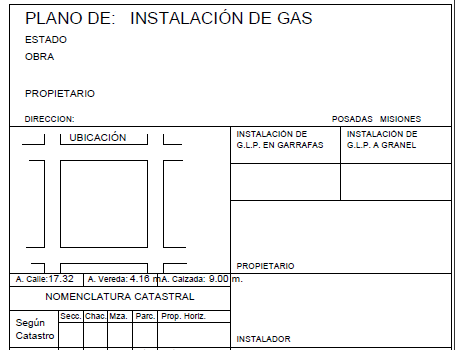 PLANO DE: INSTALACIÓN DE GAS
ESTADO
OBRA
PROPIETARIO
DIRECCION: POSADAS MISIONES
UBICACIÓN
INSTALACIÓN DE
G.L.P. EN GARRAFAS
INSTALACIÓN DE
G.L.P. A GRANEL
PROPIETARIO
A. Calle: 17.32 A. Vereda: 4.16 m A. Calzada: 9.00 m.
NOMENCLATURA CATASTRAL
Según
Catastro
Secc. Chac. Mza. Parc. Prop. Horiz.
INSTALADOR